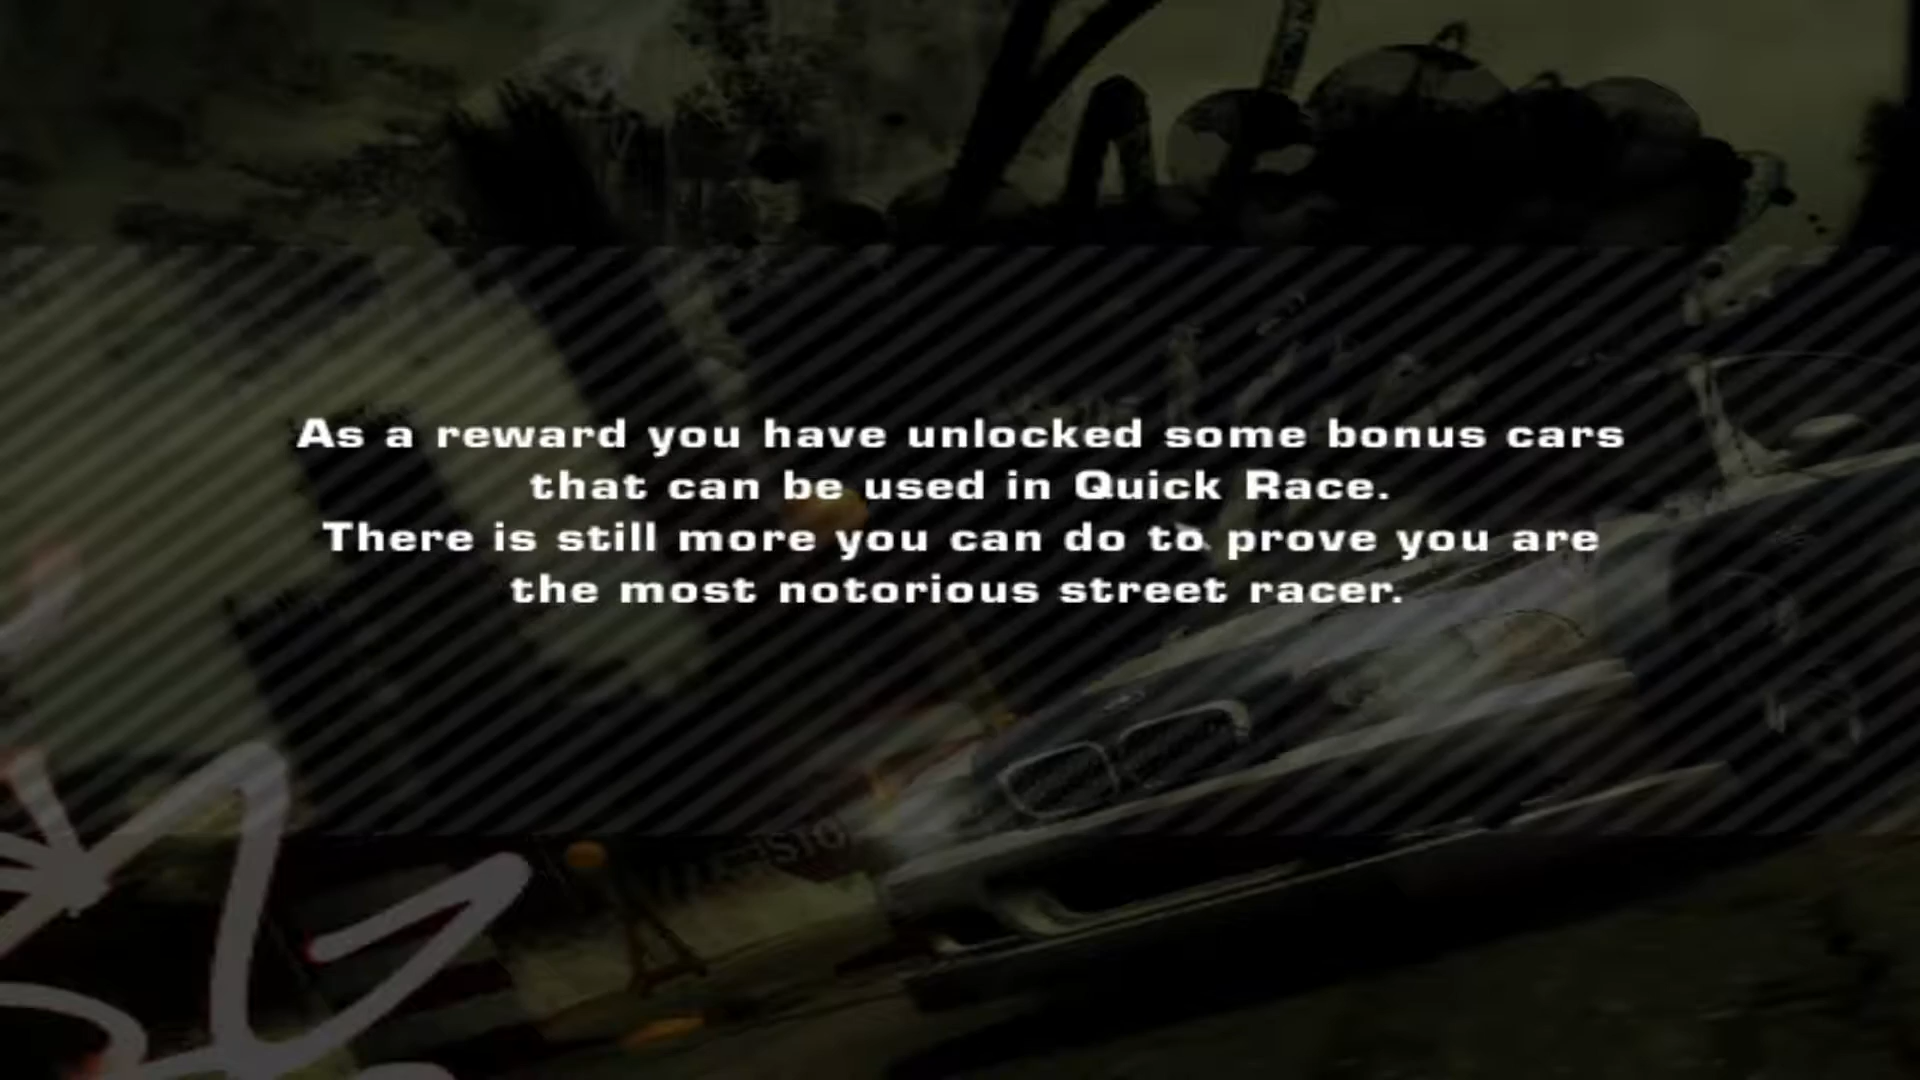 As a reward you have unlocked some bonus cars
that can be used in Quick Race.
There is still more you can do to prove you are
the most notorious street racer.